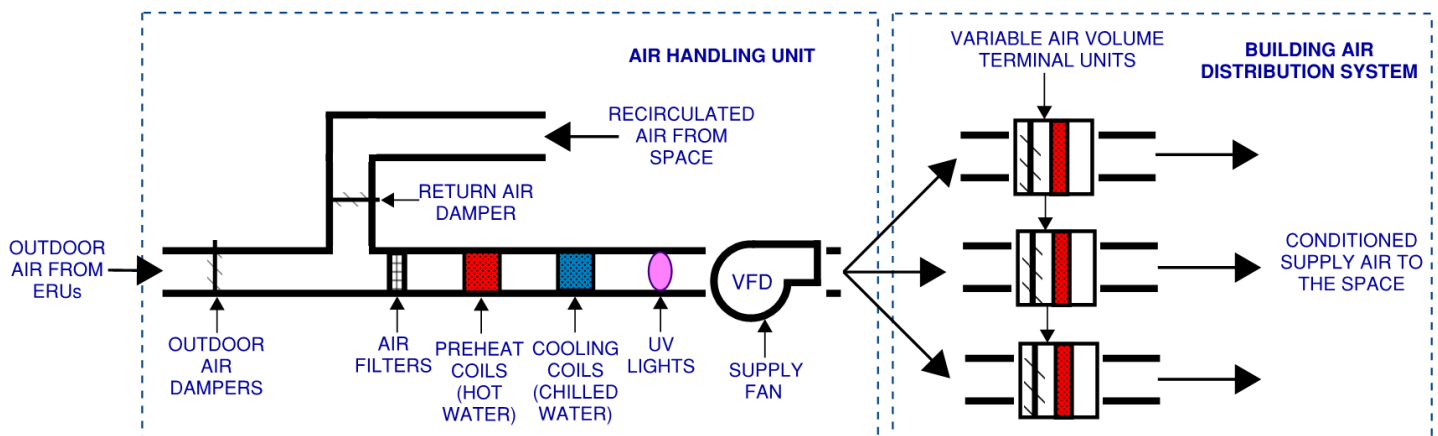 AIR HANDLING UNIT
VARIABLE AIR VOLUME
TERMINAL UNITS
BUILDING AIR
DISTRIBUTION SYSTEM
RECIRCULATED
AIR FROM
SPACE
RETURN AIR
DAMPER
OUTDOOR
AIR FROM
ERUs
VFD
CONDITIONED
SUPPLY AIR TO
THE SPACE
OUTDOOR
AIR
DAMPERS
AIR
FILTERS
PREHEAT
COILS
(HOT
WATER)
COOLING
COILS
(CHILLED
WATER)
UV
LIGHTS
SUPPLY
FAN